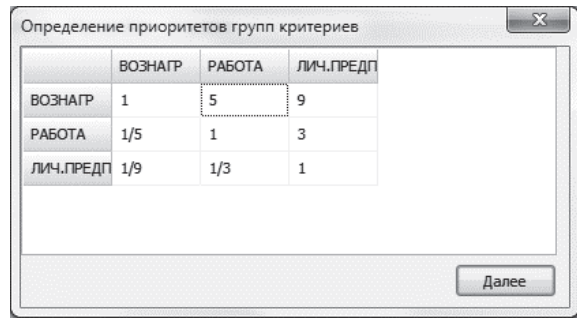 Определение приоритетов групп критериев
ВОЗНАГР РАБОТА ЛИЧ.ПРЕДП
ВОЗНАГР 1 5 9
РАБОТА 1/5 1 3
ЛИЧ.ПРЕДП 1/9 1/3 1
Далее